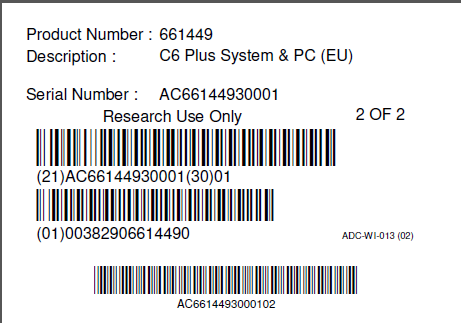 Product Number : 661449
Description : C6 Plus System & PC (EU)
Serial Number : AC66144930001
Research Use Only
2 OF 2
(21)AC66144930001(30)01
(01)00382906614490
ADC-WI-013 (02)
AC6614493000102